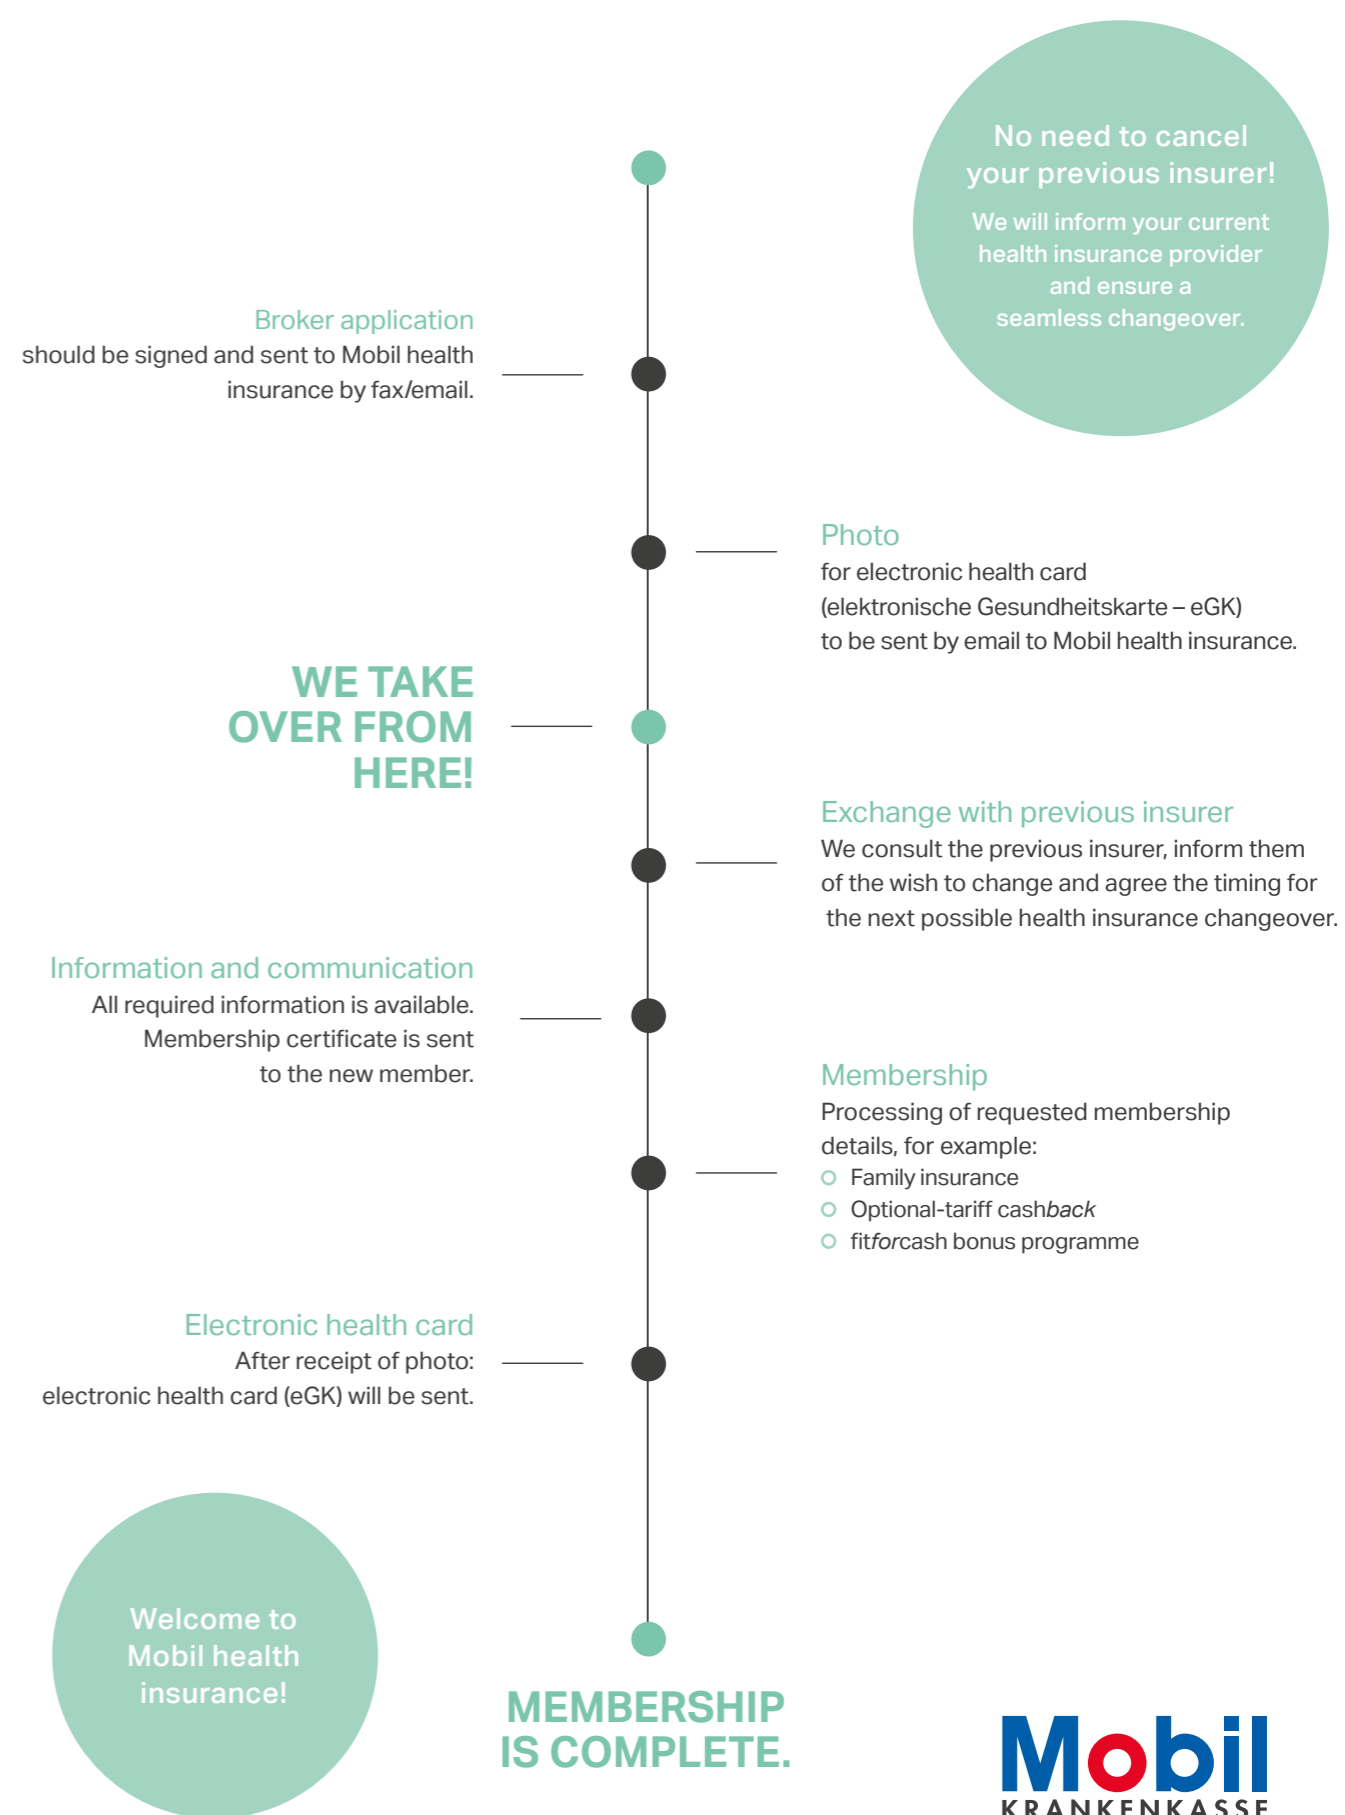 No need to cancel
your previous insurer!
We will inform your current
health insurance provider
and ensure a
seamless changeover.
Broker application
should be signed and sent to Mobil health
insurance by fax/email.
Photo
for electronic health card
(elektronische Gesundheitskarte – eGK)
to be sent by email to Mobil health insurance.
WE TAKE
OVER FROM
HERE!
Exchange with previous insurer
We consult the previous insurer, inform them
of the wish to change and agree the timing for
the next possible health insurance changeover.
Information and communication
All required information is available.
Membership certificate is sent
to the new member.
Membership
Processing of requested membership
details, for example:
Family insurance
Optional-tariff cashback
fitforcash bonus programme
Electronic health card
After receipt of photo:
electronic health card (eGK) will be sent.
Welcome to
Mobil health
insurance!
MEMBERSHIP
IS COMPLETE.
Mobil
KRANKENKASSE